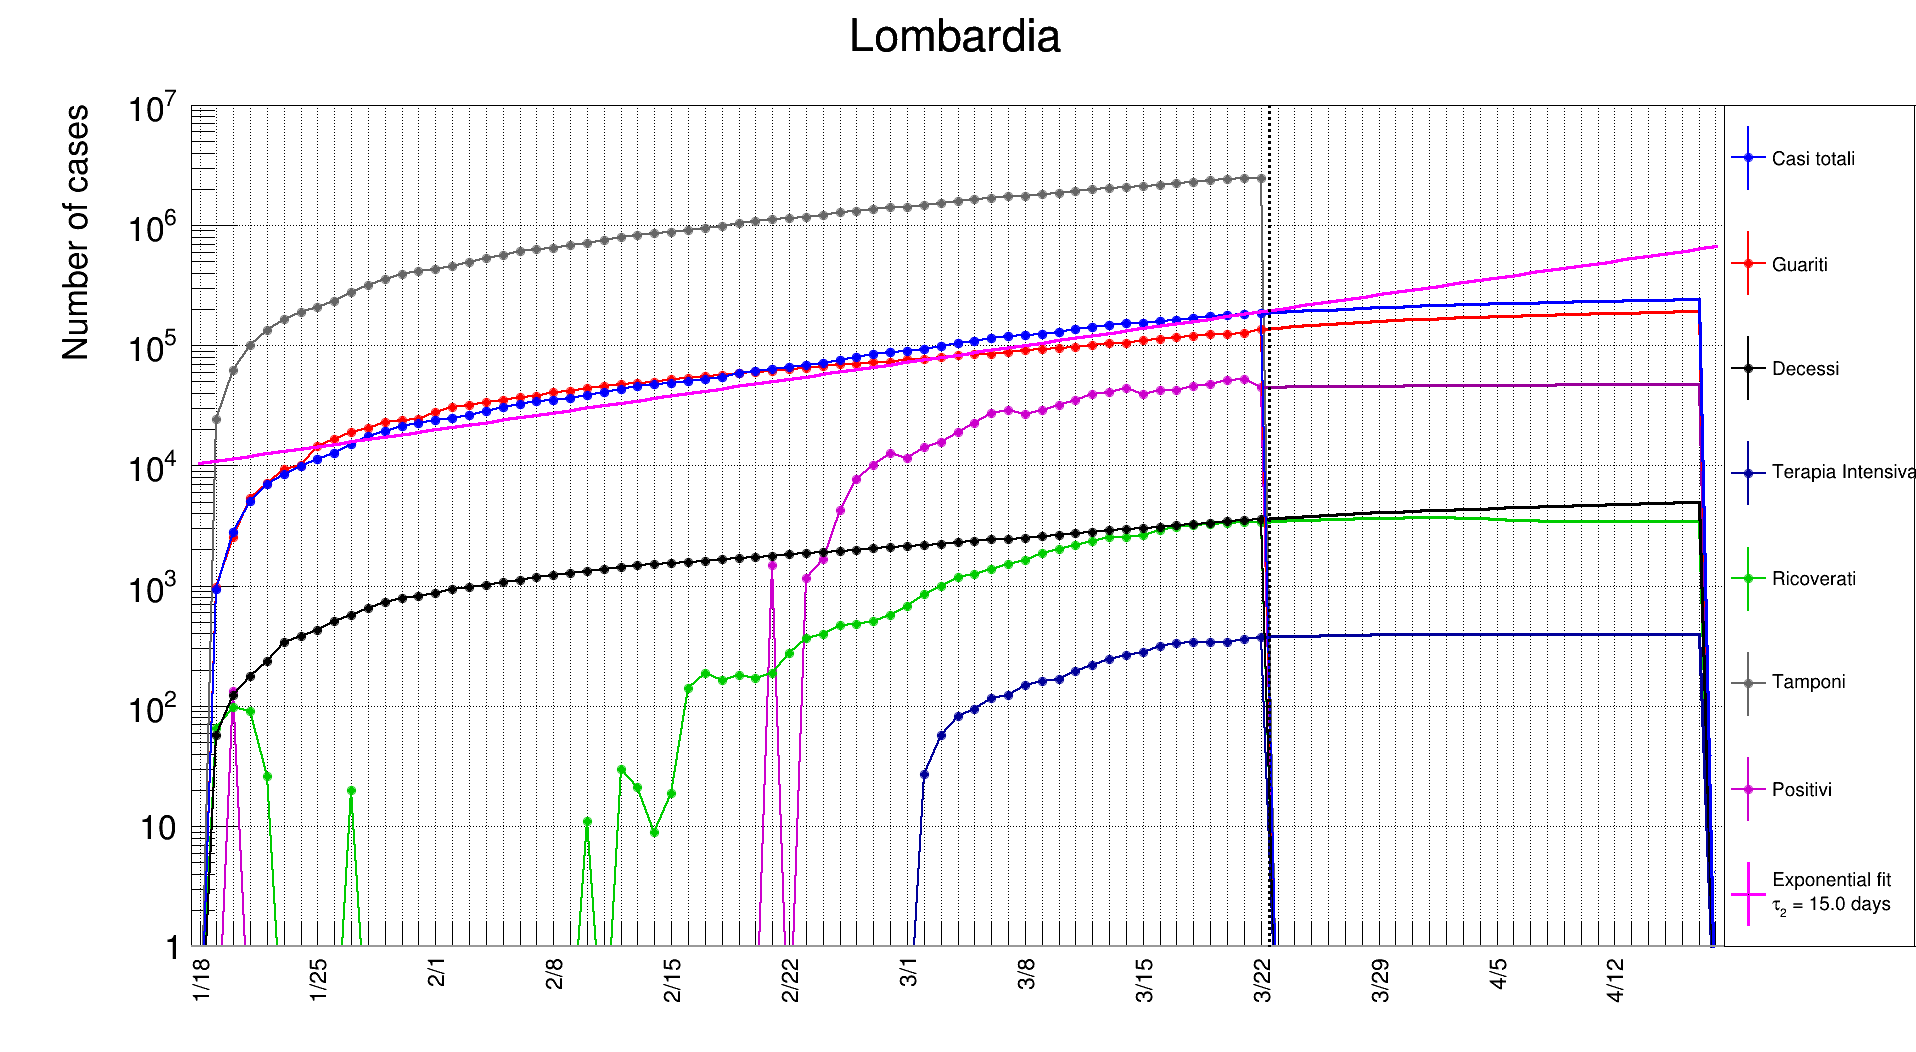 Lombardia
Number of cases
10^7
10^6
10^5
10^4
10^3
10^2
10
1
1/18
1/25
2/1
2/8
2/15
2/22
3/1
3/8
3/15
3/22
3/29
4/5
4/12
Casi totali
Guariti
Decessi
Terapia Intensiva
Ricoverati
Tamponi
Positivi
Exponential fit
τ₂ = 15.0 days